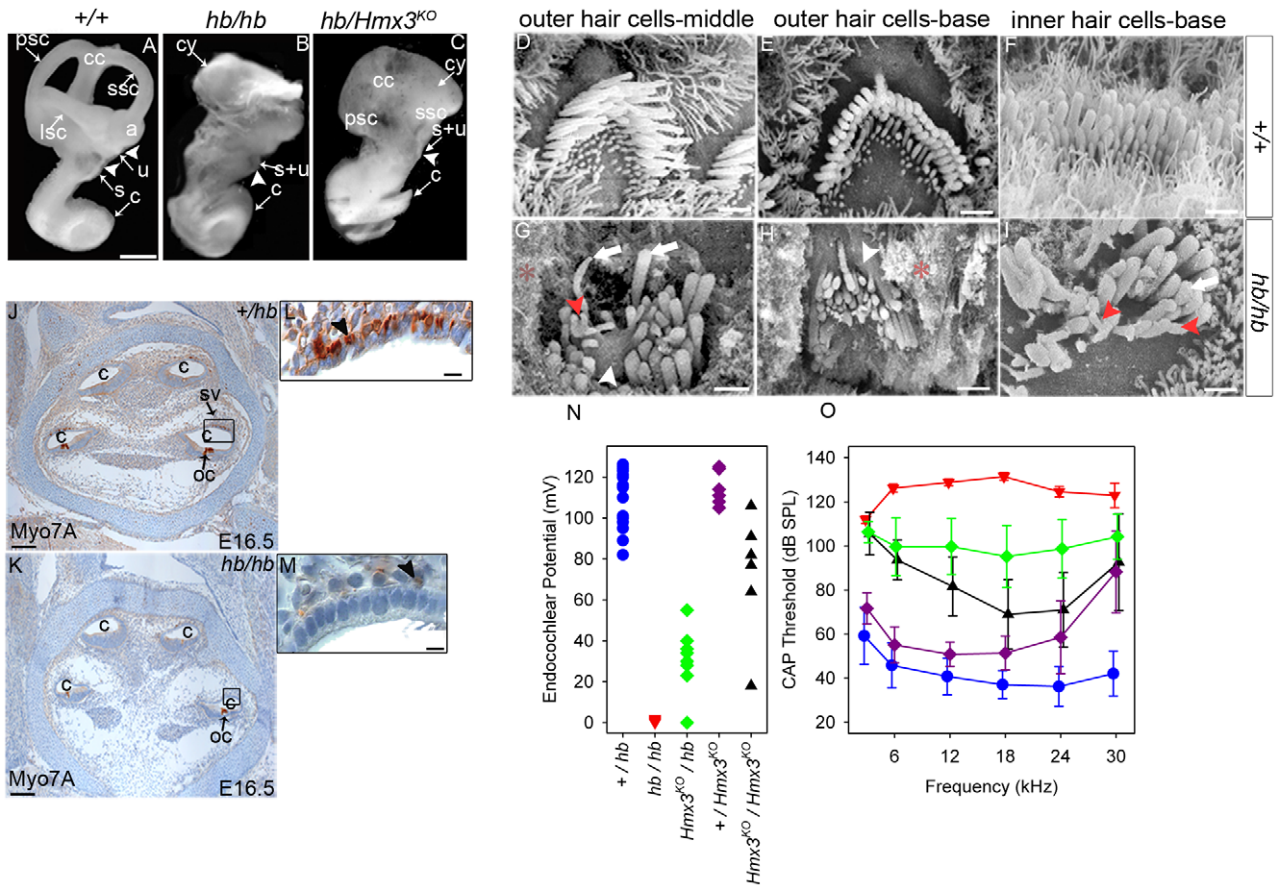 +/+
hb/hb
hb/Hmx3KO
A
psc
cc
ssc
lsc
a
u
s
c
B
cy
s+u
c
C
cc
cy
psc
ssc
s+u
c
outer hair cells-middle
outer hair cells-base
inner hair cells-base
D
E
F
+/+
G
*
H
*
I
hb/hb
J
+/hb
c
c
sv
c
c
oc
Myo7A
E16.5
L
K
hb/hb
c
c
c
c
oc
Myo7A
E16.5
M
N
Endocochlear Potential (mV)
120
100
80
60
40
20
0
+ / hb
hb / hb
Hmx3KO / hb
+ / Hmx3KO
Hmx3KO / Hmx3KO
O
CAP Threshold (dB SPL)
140
120
100
80
60
40
20
6
12
18
24
30
Frequency (kHz)